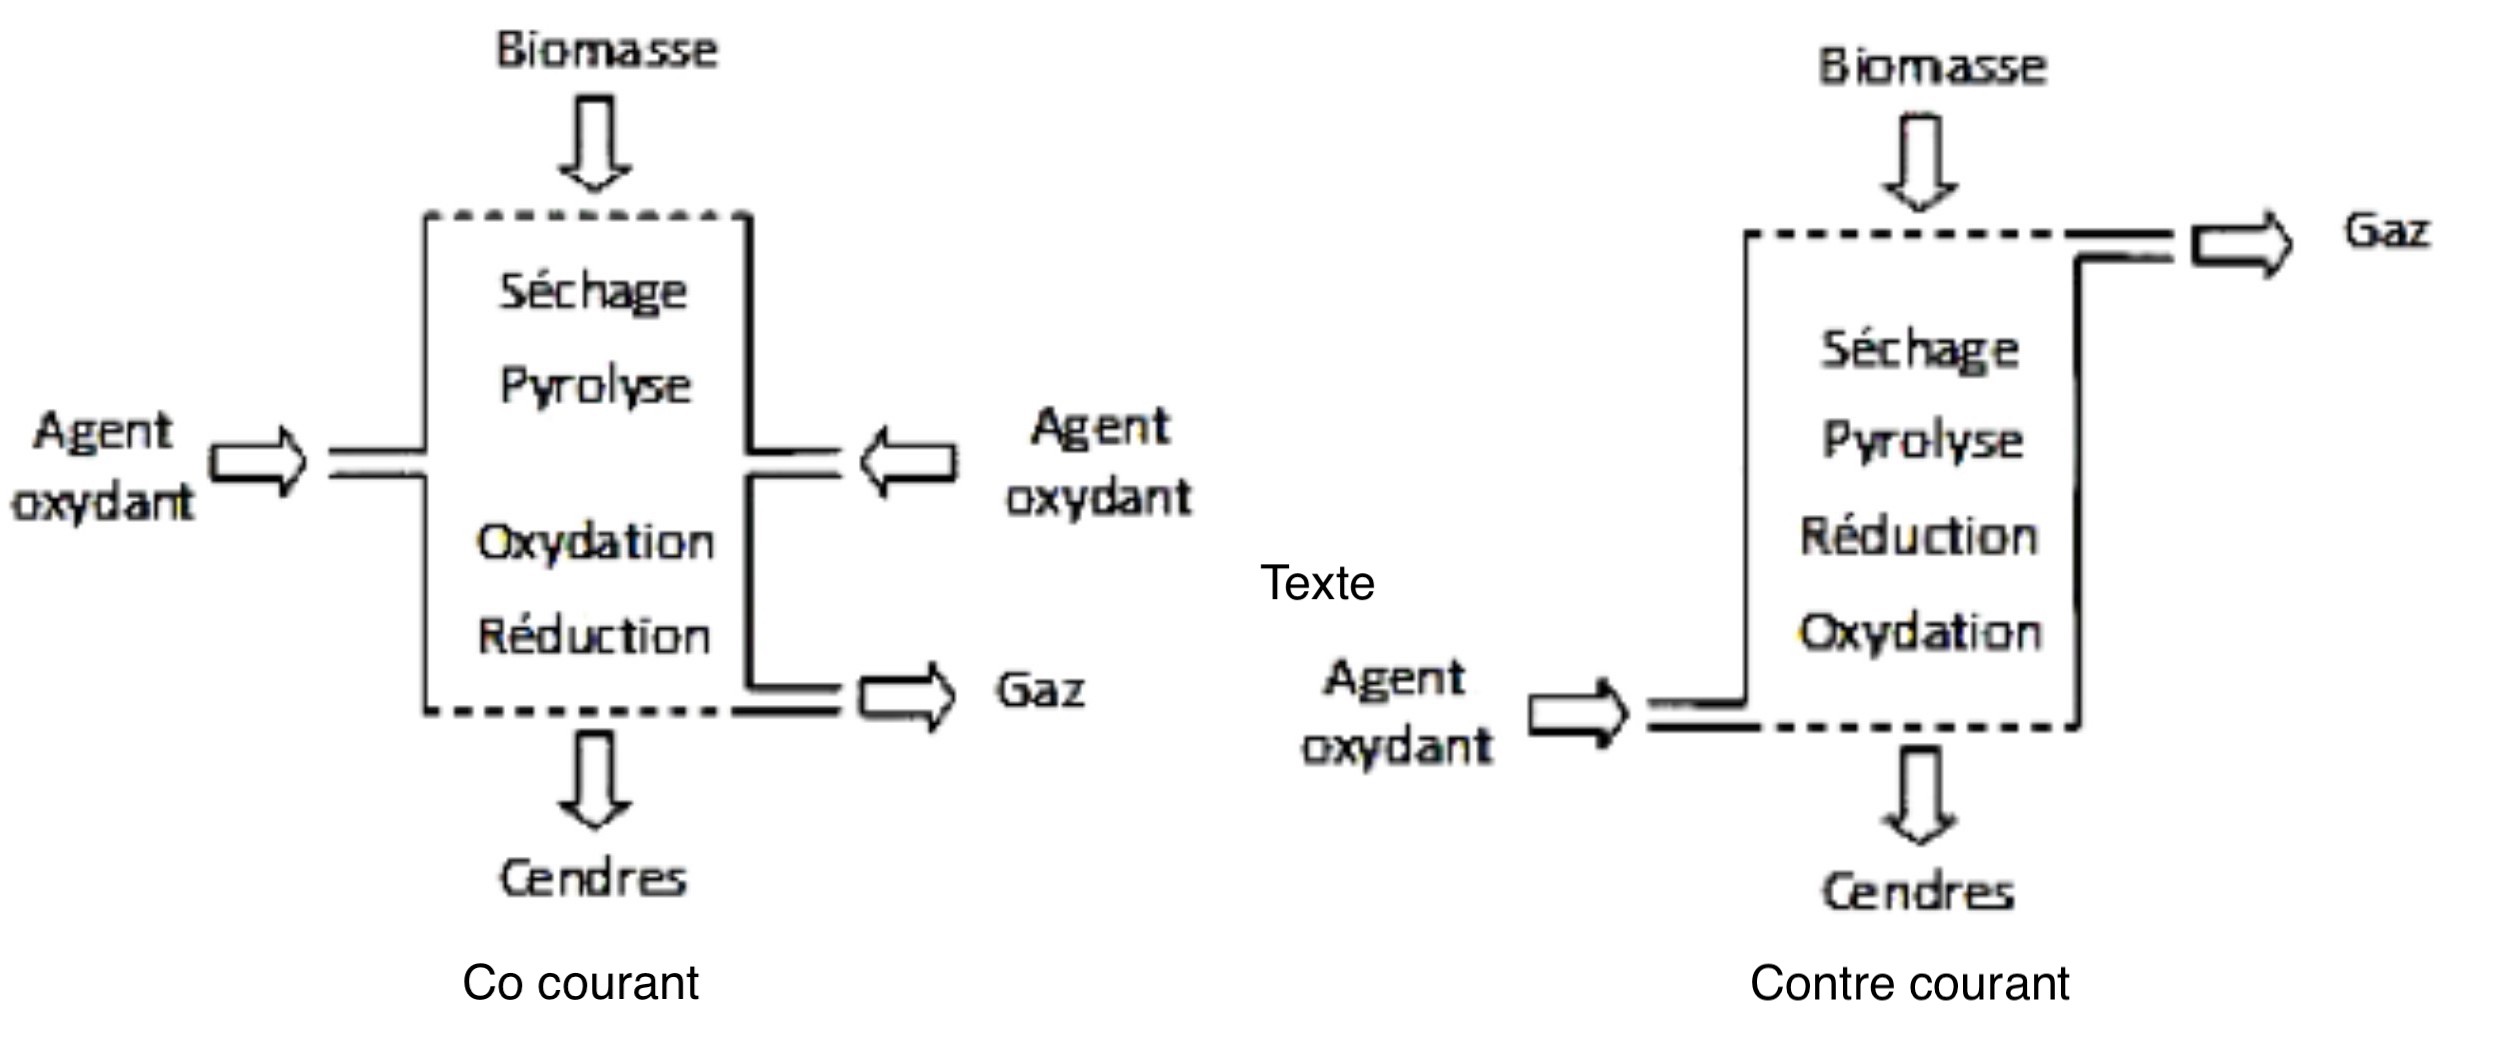 Biomasse
Séchage
Pyrolyse
Agent
oxydant
Agent
oxydant
Oxydation
Réduction
Gaz
Cendres
Co courant
Texte
Biomasse
Gaz
Séchage
Pyrolyse
Réduction
Oxydation
Agent
oxydant
Cendres
Contre courant